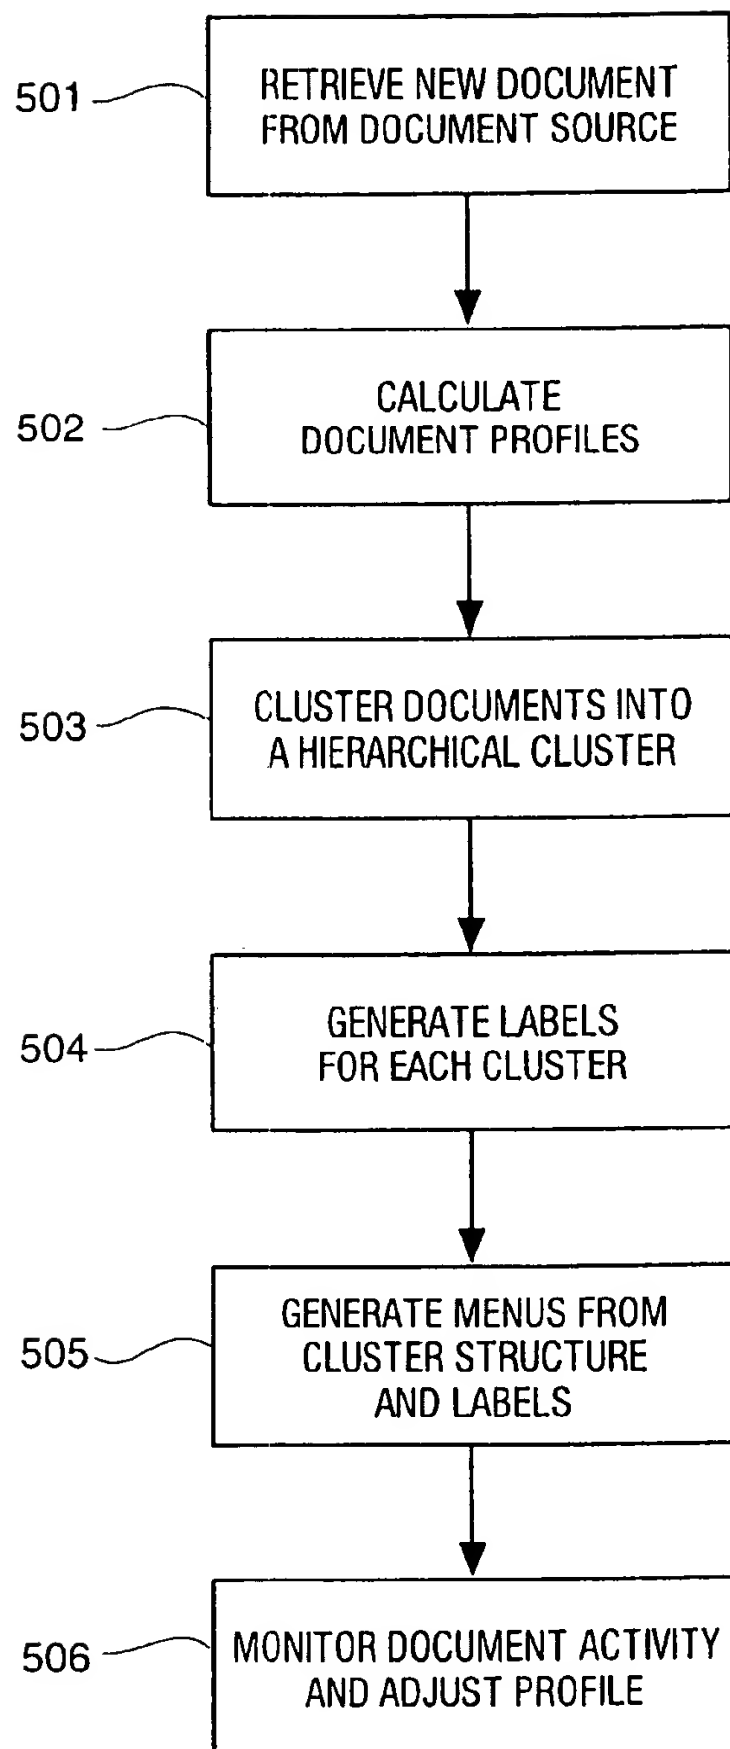 501
RETRIEVE NEW DOCUMENT
FROM DOCUMENT SOURCE
502
CALCULATE
DOCUMENT PROFILES
503
CLUSTER DOCUMENTS INTO
A HIERARCHICAL CLUSTER
504
GENERATE LABELS
FOR EACH CLUSTER
505
GENERATE MENUS FROM
CLUSTER STRUCTURE
AND LABELS
506
MONITOR DOCUMENT ACTIVITY
AND ADJUST PROFILE